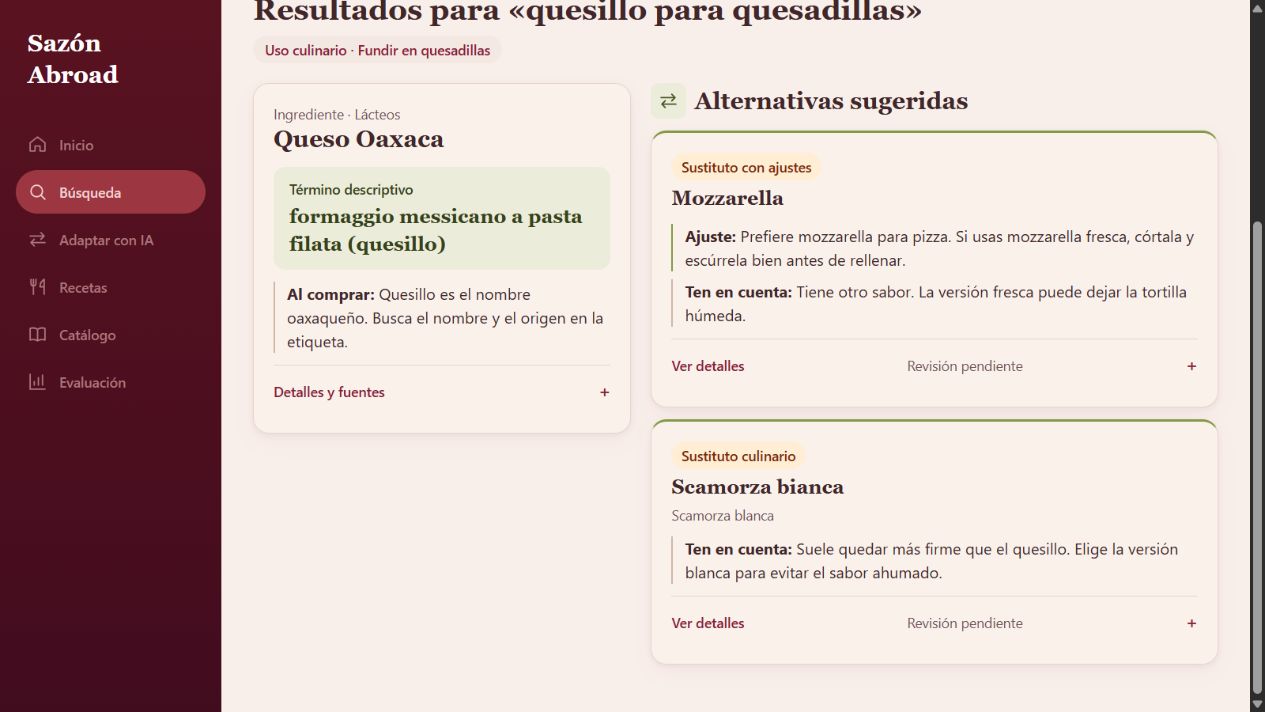 Sazón
Abroad
Inicio
Búsqueda
Adaptar con IA
Recetas
Catálogo
Evaluación
Resultados para «quesillo para quesadillas»
Uso culinario · Fundir en quesadillas
Ingrediente · Lácteos
Queso Oaxaca
Término descriptivo
formaggio messicano a pasta
filata (quesillo)
Al comprar: Quesillo es el nombre
oaxaqueño. Busca el nombre y el origen en la
etiqueta.
Detalles y fuentes +
Alternativas sugeridas
Sustituto con ajustes
Mozzarella
Ajuste: Prefiere mozzarella para pizza. Si usas mozzarella fresca, córtala y
escúrrela bien antes de rellenar.
Ten en cuenta: Tiene otro sabor. La versión fresca puede dejar la tortilla
húmeda.
Ver detalles Revisión pendiente +
Sustituto culinario
Scamorza bianca
Scamorza blanca
Ten en cuenta: Suele quedar más firme que el quesillo. Elige la versión
blanca para evitar el sabor ahumado.
Ver detalles Revisión pendiente +